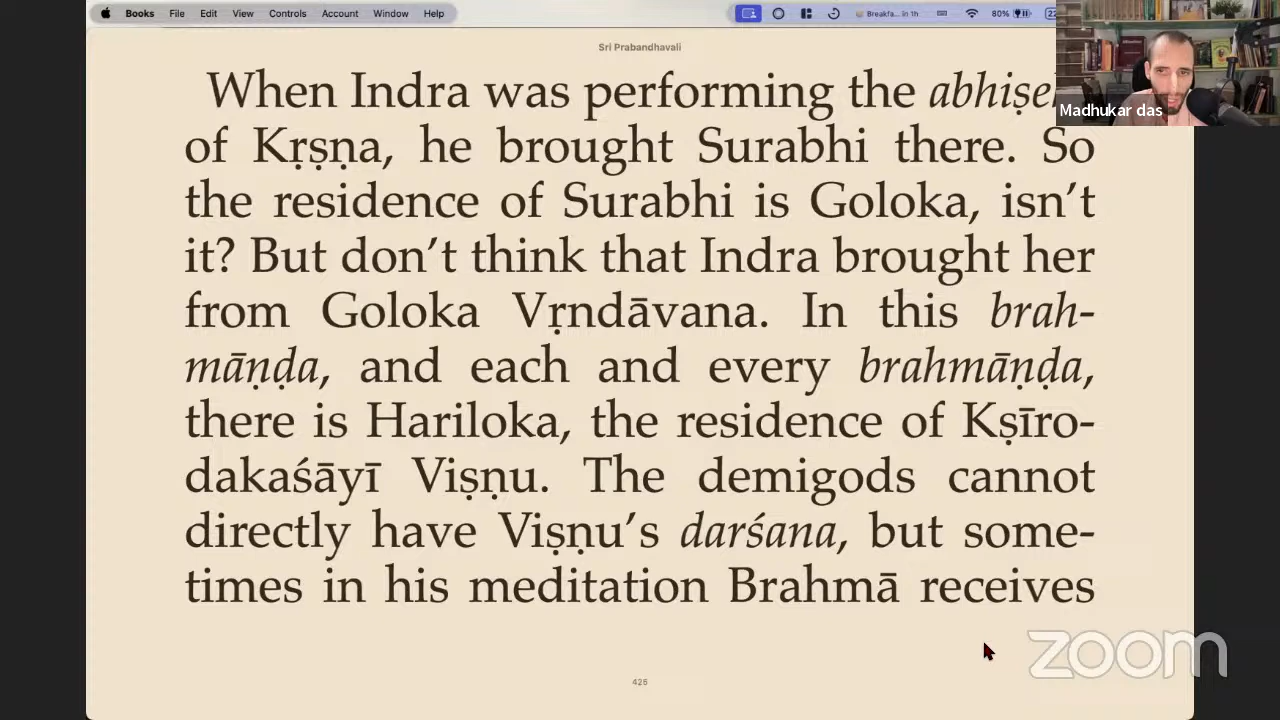 Books File Edit View Controls Account Window Help
Breakfa... in 1h 80%
Sri Prabandhavali
When Indra was performing the
of Kṛṣṇa, he brought Surabhi there. So
the residence of Surabhi is Goloka, isn’t
it? But don’t think that Indra brought her
from Goloka Vṛndāvana. In this brah-
māṇḍa, and each and every brahmāṇḍa,
there is Hariloka, the residence of Kṣīro-
dakaśāyī Viṣṇu. The demigods cannot
directly have Viṣṇu’s darśana, but some-
times in his meditation Brahmā receives
426
Madhukar das
zoom